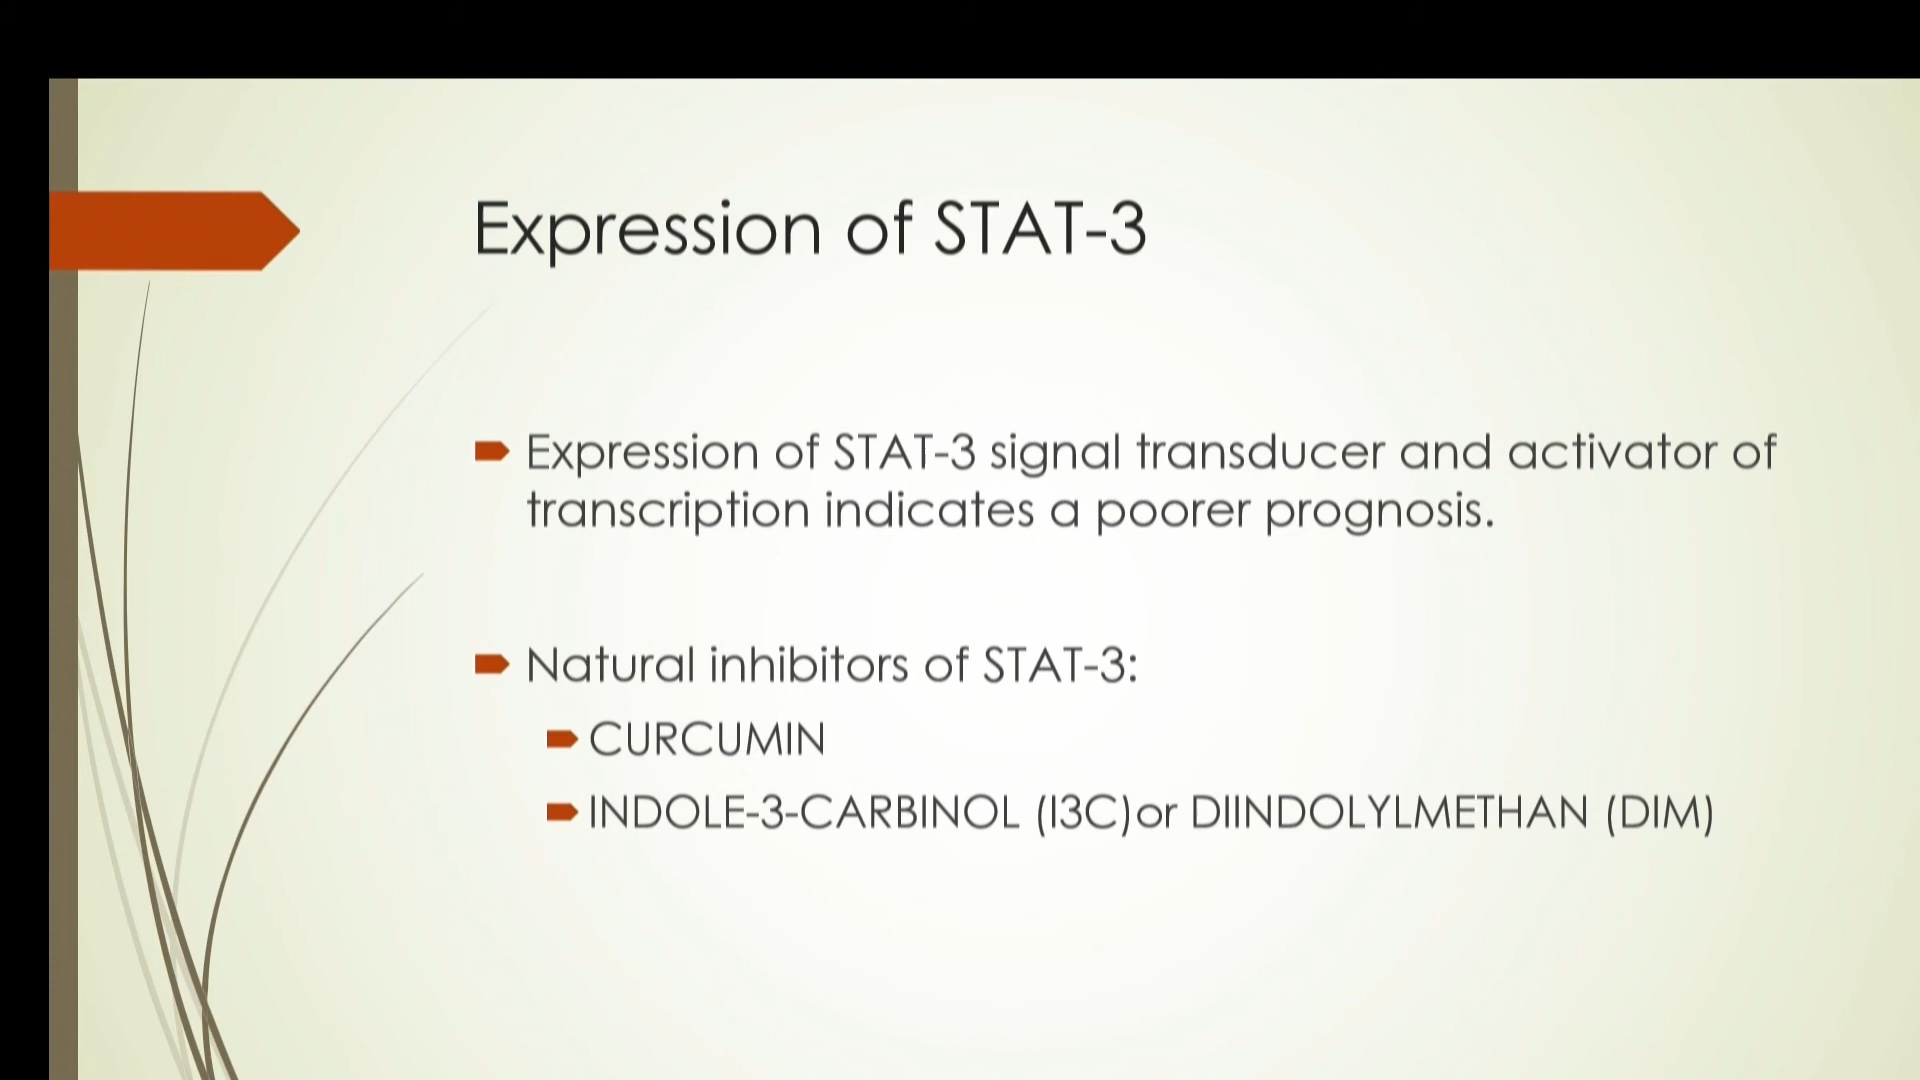 Expression of STAT-3
Expression of STAT-3 signal transducer and activator of
transcription indicates a poorer prognosis.
Natural inhibitors of STAT-3:
CURCUMIN
INDOLE-3-CARBINOL (I3C)or DIINDOLYLMETHAN (DIM)